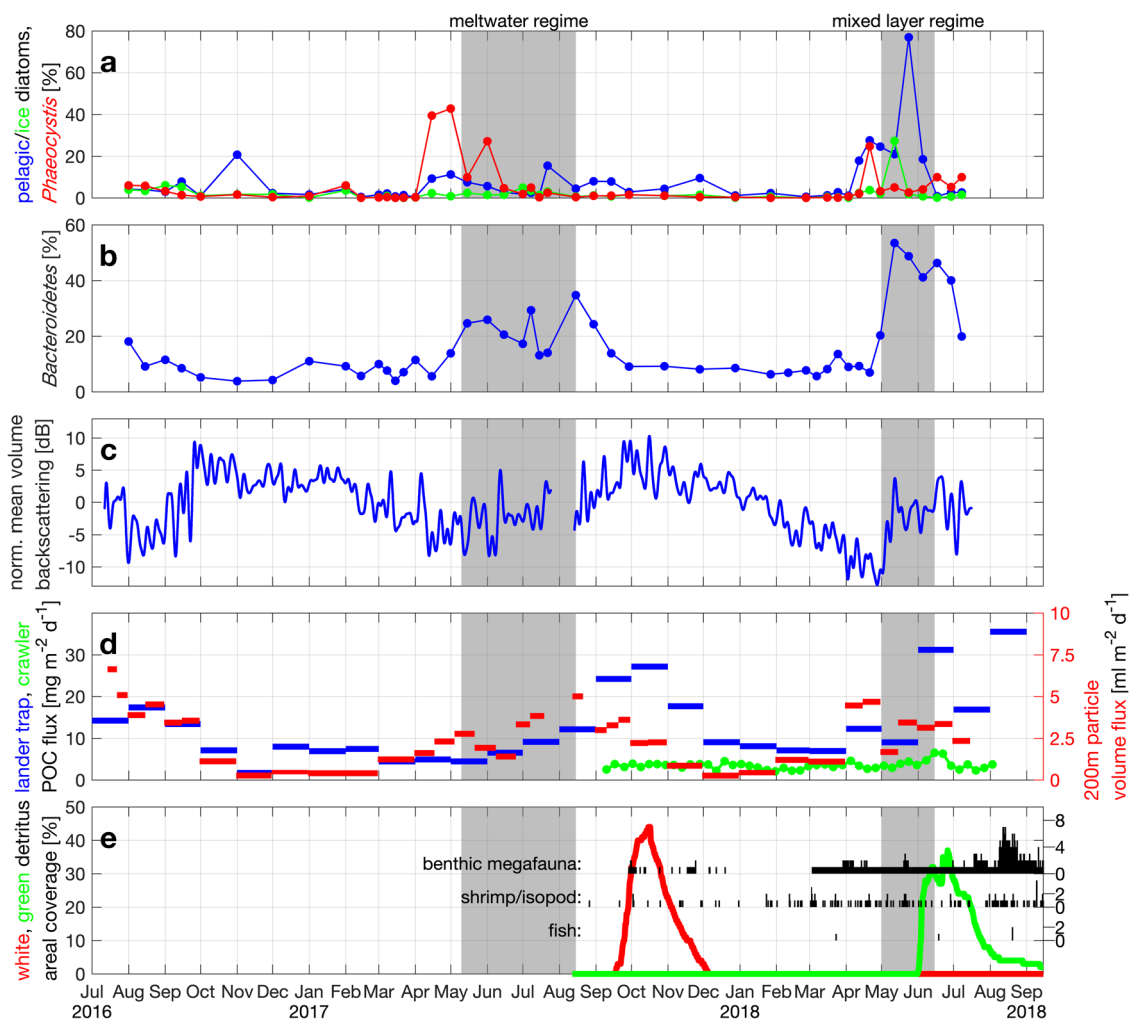 meltwater regime
mixed layer regime
pelagic/ice diatoms,
Phaeocystis [%]
a
80
60
40
20
0
Bacteroidetes [%]
b
60
40
20
0
norm. mean volume
backscattering [dB]
c
10
5
0
-5
-10
lander trap, crawler
POC flux [mg m-2 d-1]
d
30
20
10
0
10
7.5
5
2.5
0
200m particle
volume flux [ml m-2 d-1]
white, green detritus
areal coverage [%]
e
50
40
30
20
10
0
benthic megafauna:
8
4
0
shrimp/isopod:
2
0
fish:
2
0
Jul Aug Sep Oct Nov Dec Jan Feb Mar Apr May Jun Jul Aug Sep Oct Nov Dec Jan Feb Mar Apr May Jun Jul Aug Sep
2016 2017 2018 2018